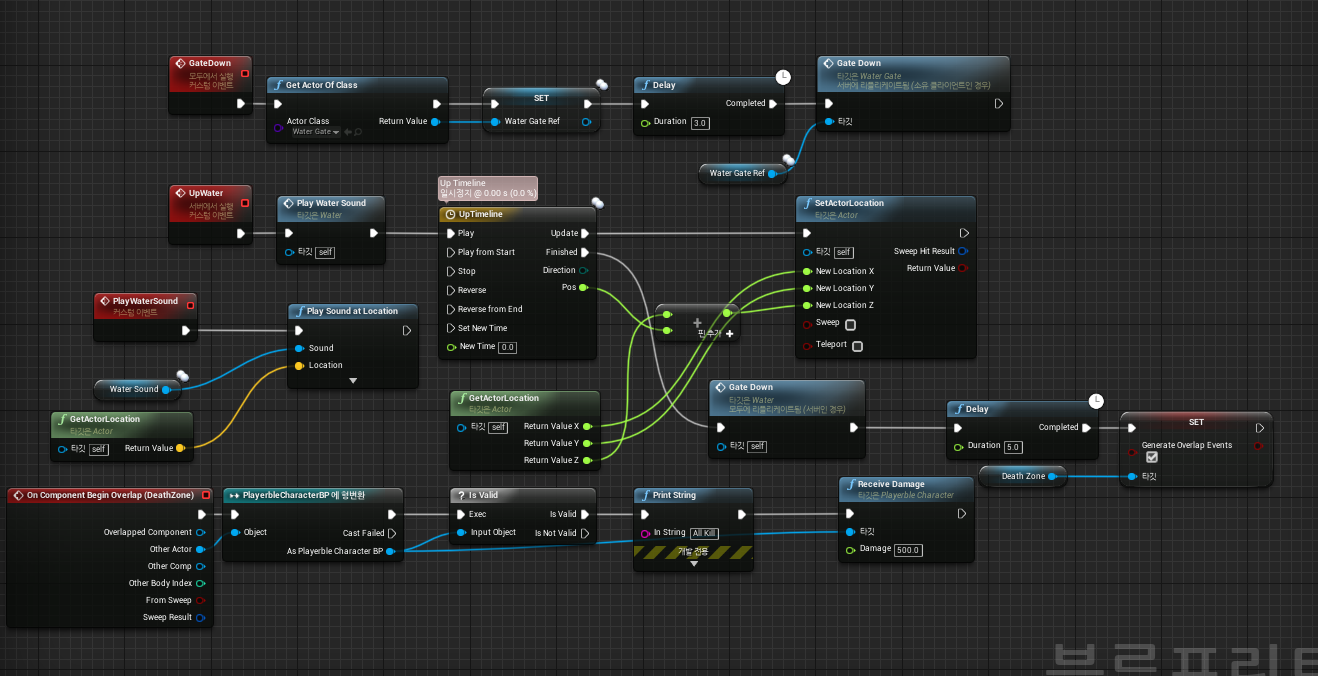 GateDown
모두에서 실행
커스텀 이벤트
Get Actor Of Class
Actor Class
Water Gate
Return Value
SET
Water Gate Ref
Delay
Completed
Duration 3.0
Gate Down
타깃은 Water Gate
서버에 리플리케이트됨 (소유 클라이언트인 경우)
타깃
Water Gate Ref
UpWater
서버에서 실행
커스텀 이벤트
Play Water Sound
타깃은 Water
타깃 self
Up Timeline
일시정지 @ 0.00 s (0.0 %)
UpTimeline
Play
Update
Play from Start
Finished
Stop
Direction
Reverse
Pos
Reverse from End
Set New Time
New Time 0.0
SetActorLocation
타깃은 Actor
타깃 self
Sweep Hit Result
New Location X
Return Value
New Location Y
New Location Z
Sweep
Teleport
핀 추가
PlayWaterSound
커스텀 이벤트
Play Sound at Location
Sound
Location
Water Sound
GetActorLocation
타깃은 Actor
타깃 self
Return Value
GetActorLocation
타깃은 Actor
타깃 self
Return Value X
Return Value Y
Return Value Z
Gate Down
타깃은 Water
모두에 리플리케이트됨 (서버인 경우)
타깃 self
Delay
Completed
Duration 5.0
SET
Generate Overlap Events
타깃
Death Zone
On Component Begin Overlap (DeathZone)
Overlapped Component
Other Actor
Other Comp
Other Body Index
From Sweep
Sweep Result
PlayerbleCharacterBP 에 형변환
Object
Cast Failed
As Playerble Character BP
? Is Valid
Exec
Is Valid
Input Object
Is Not Valid
Print String
In String All Kill
개발 전용
Receive Damage
타깃은 Playerble Character
타깃
Damage 500.0